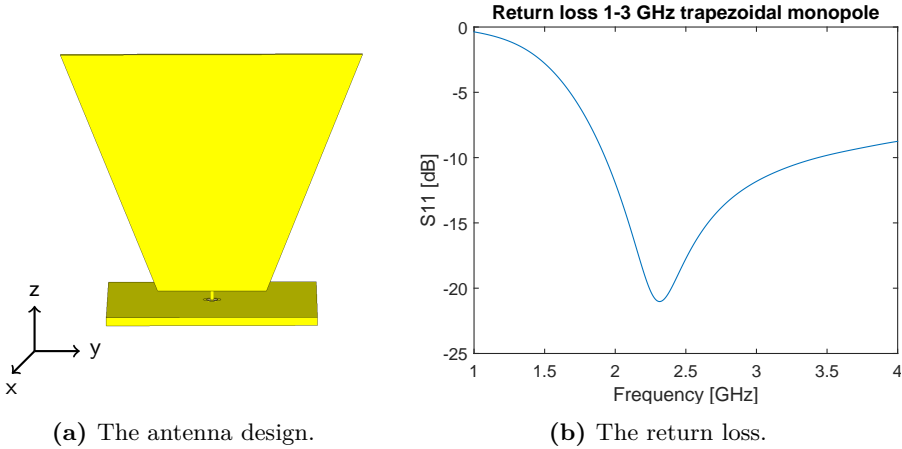 z
y
x
(a) The antenna design.
Return loss 1-3 GHz trapezoidal monopole
S11 [dB]
0
-5
-10
-15
-20
-25
1 1.5 2 2.5 3 3.5 4
Frequency [GHz]
(b) The return loss.